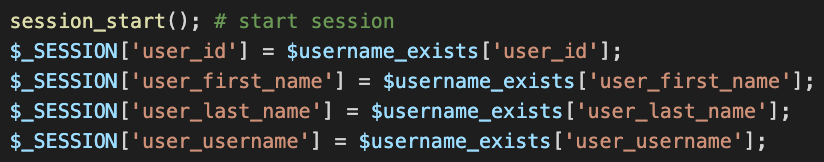 session_start(); # start session
$_SESSION['user_id'] = $username_exists['user_id'];
$_SESSION['user_first_name'] = $username_exists['user_first_name'];
$_SESSION['user_last_name'] = $username_exists['user_last_name'];
$_SESSION['user_username'] = $username_exists['user_username'];